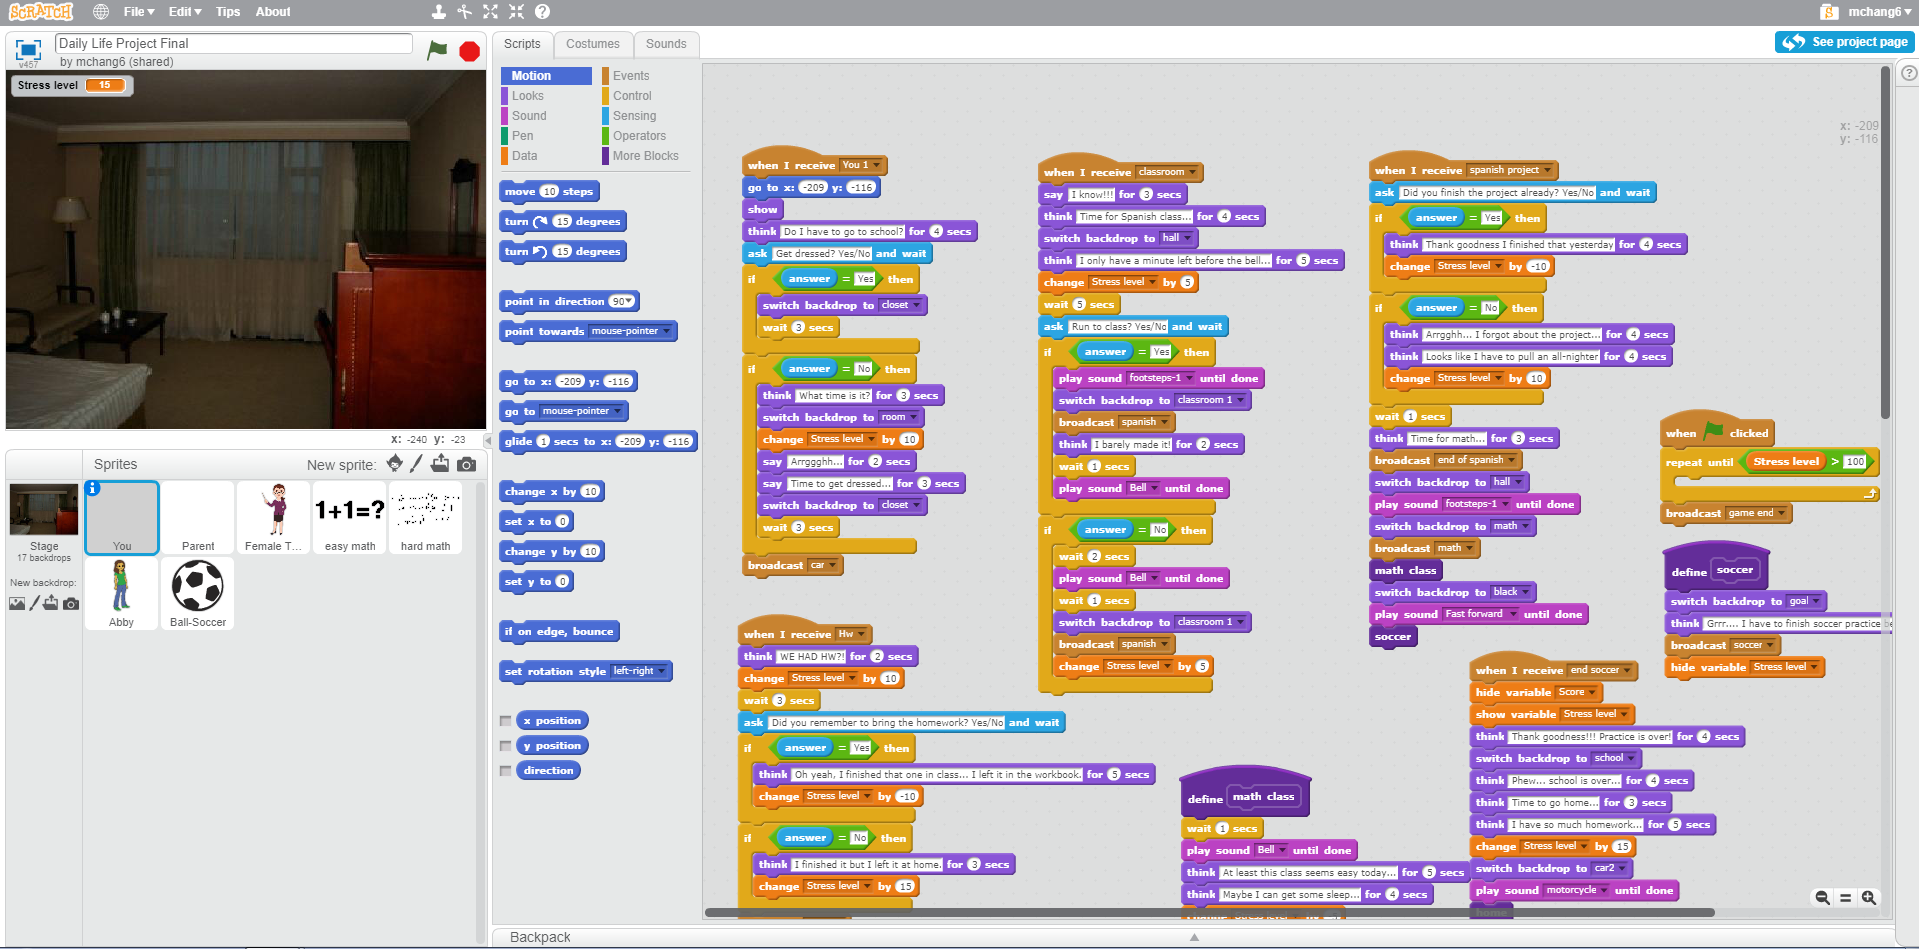 SCRATCH File Edit Tips About mchang6
Daily Life Project Final
by mchang6 (shared)
v457
Stress level 15
x: -240 y: -23
Scripts Costumes Sounds
See project page
Motion Events
Looks Control
Sound Sensing
Pen Operators
Data More Blocks
move 10 steps
turn 15 degrees
turn 15 degrees
point in direction 90
point towards mouse-pointer
go to x: -209 y: -116
go to mouse-pointer
glide 1 secs to x: -209 y: -116
change x by 10
set x to 0
change y by 10
set y to 0
if on edge, bounce
set rotation style left-right
x position
y position
direction
Sprites New sprite:
Stage
17 backdrops
New backdrop:
You
Parent
Female T...
1+1=?
easy math
hard math
Abby
Ball-Soccer
x: -209
y: -116
when I receive You 1
go to x: -209 y: -116
show
think Do I have to go to school? for 4 secs
ask Get dressed? Yes/No and wait
if answer = Yes then
switch backdrop to closet
wait 3 secs
if answer = No then
think What time is it? for 3 secs
switch backdrop to room
change Stress level by 10
say Arrggghh... for 2 secs
say Time to get dressed... for 3 secs
switch backdrop to closet
wait 3 secs
broadcast car
when I receive Hw
think WE HAD HW?! for 2 secs
change Stress level by 10
wait 3 secs
ask Did you remember to bring the homework? Yes/No and wait
if answer = Yes then
think Oh yeah, I finished that one in class... I left it in the workbook. for 5 secs
change Stress level by -10
if answer = No then
think I finished it but I left it at home. for 3 secs
change Stress level by 15
when I receive classroom
say I know!!! for 3 secs
think Time for Spanish class... for 4 secs
switch backdrop to hall
think I only have a minute left before the bell... for 5 secs
change Stress level by 5
wait 5 secs
ask Run to class? Yes/No and wait
if answer = Yes then
play sound footsteps-1 until done
switch backdrop to classroom 1
broadcast spanish
think I barely made it! for 2 secs
wait 1 secs
play sound Bell until done
if answer = No then
wait 2 secs
play sound Bell until done
wait 1 secs
switch backdrop to classroom 1
broadcast spanish
change Stress level by 5
define math class
wait 1 secs
play sound Bell until done
think At least this class seems easy today... for 5 secs
think Maybe I can get some sleep... for 4 secs
when I receive spanish project
ask Did you finish the project already? Yes/No and wait
if answer = Yes then
think Thank goodness I finished that yesterday for 4 secs
change Stress level by -10
if answer = No then
think Arrgghh... I forgot about the project... for 4 secs
think Looks like I have to pull an all-nighter for 4 secs
change Stress level by 10
wait 1 secs
think Time for math... for 3 secs
broadcast end of spanish
switch backdrop to hall
play sound footsteps-1 until done
switch backdrop to math
broadcast math
math class
switch backdrop to black
play sound Fast forward until done
soccer
when clicked
repeat until Stress level > 100
broadcast game end
define soccer
switch backdrop to goal
think Grrr.... I have to finish soccer practice
broadcast soccer
hide variable Stress level
when I receive end soccer
hide variable Score
show variable Stress level
think Thank goodness!!! Practice is over! for 4 secs
switch backdrop to school
think Phew... school is over... for 4 secs
think Time to go home... for 3 secs
think I have so much homework... for 5 secs
change Stress level by 15
switch backdrop to car2
play sound motorcycle until done
home
Backpack